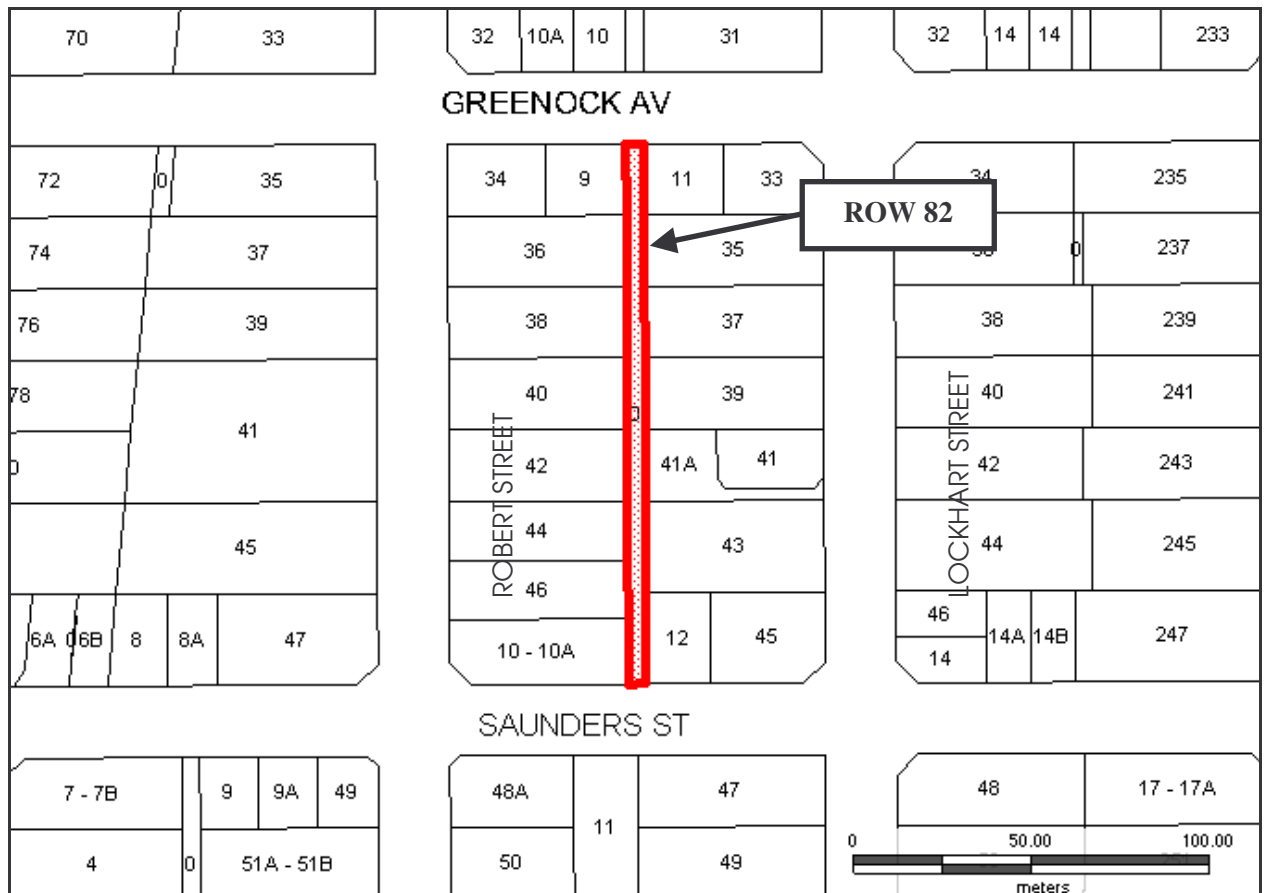 70 33 32 10A 10 31 32 14 14 233
GREENOCK AV
72 0 35 34 9 11 33 34 235
ROW 82
74 37 36 35 0 237
76 39 38 37 38 239
78 40 39 40 241
41
42 41A 41 42 243
ROBERT STREET
LOCKHART STREET
45 44 43 44 245
46
6A 6B 8 8A 47 10 - 10A 12 45 46 14A 14B 247
14
SAUNDERS ST
7 - 7B 9 9A 49 48A 47 48 17 - 17A
11
4 0 51A - 51B 50 49
0 50.00 100.00
meters